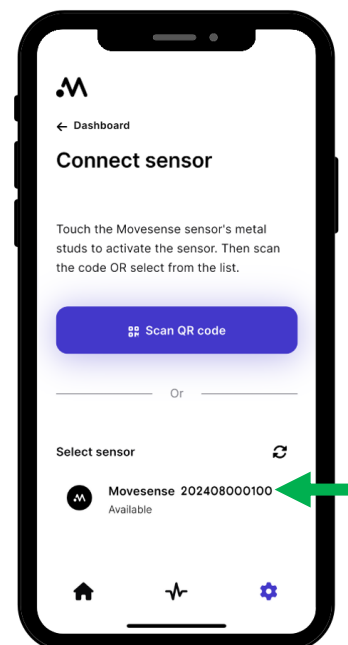 ← Dashboard
Connect sensor
Touch the Movesense sensor's metal
studs to activate the sensor. Then scan
the code OR select from the list.
Scan QR code
Or
Select sensor
Movesense 202408000100
Available